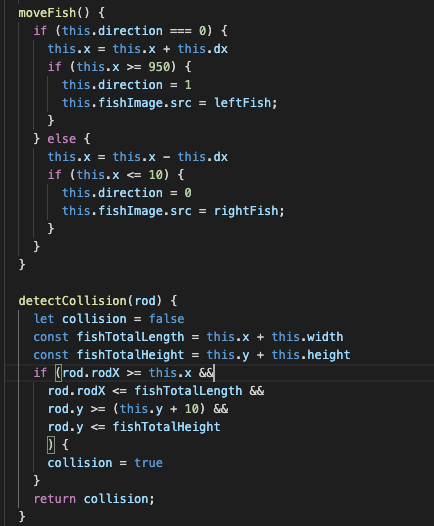 moveFish() {
if (this.direction === 0) {
this.x = this.x + this.dx
if (this.x >= 950) {
this.direction = 1
this.fishImage.src = leftFish;
}
} else {
this.x = this.x - this.dx
if (this.x <= 10) {
this.direction = 0
this.fishImage.src = rightFish;
}
}
}
detectCollision(rod) {
let collision = false
const fishTotalLength = this.x + this.width
const fishTotalHeight = this.y + this.height
if (rod.rodX >= this.x &&
rod.rodX <= fishTotalLength &&
rod.y >= (this.y + 10) &&
rod.y <= fishTotalHeight
) {
collision = true
}
return collision;
}